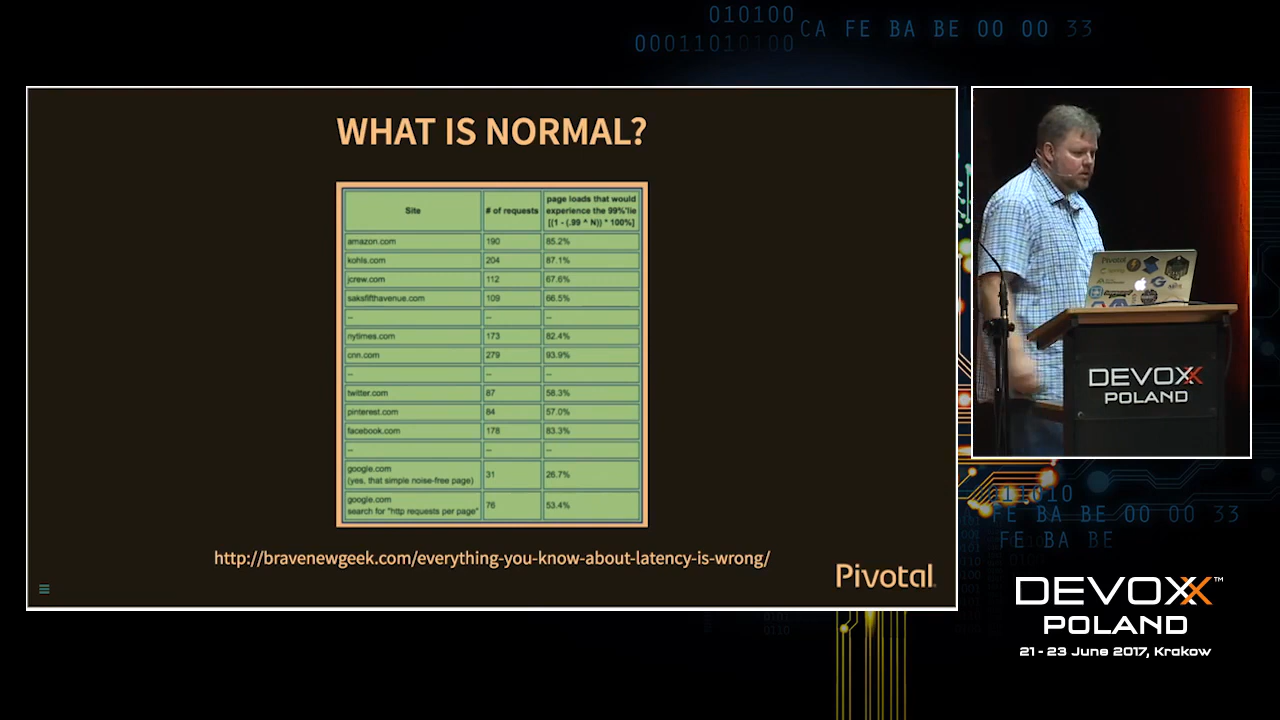 010100
00011010100
CA FE BA BE 00 00 33
WHAT IS NORMAL?
Site # of requests page loads that would experience the 99%'lie [(1 - (.99 ^ N)) * 100%]
amazon.com 190 85.2%
kohls.com 204 87.1%
jcrew.com 112 67.6%
saksfifthavenue.com 109 66.5%
-- -- --
nytimes.com 173 82.4%
cnn.com 279 93.9%
-- -- --
twitter.com 87 58.3%
pinterest.com 84 57.0%
facebook.com 178 83.3%
-- -- --
google.com (yes, that simple noise-free page) 31 26.7%
google.com search for "http requests per page" 76 53.4%
http://bravenewgeek.com/everything-you-know-about-latency-is-wrong/
Pivotal
Pivotal
DEVOXX
POLAND
111010
FE BA BE 00 00 33
FE BA BE
DEVOXX™
POLAND
21 - 23 June 2017, Krakow